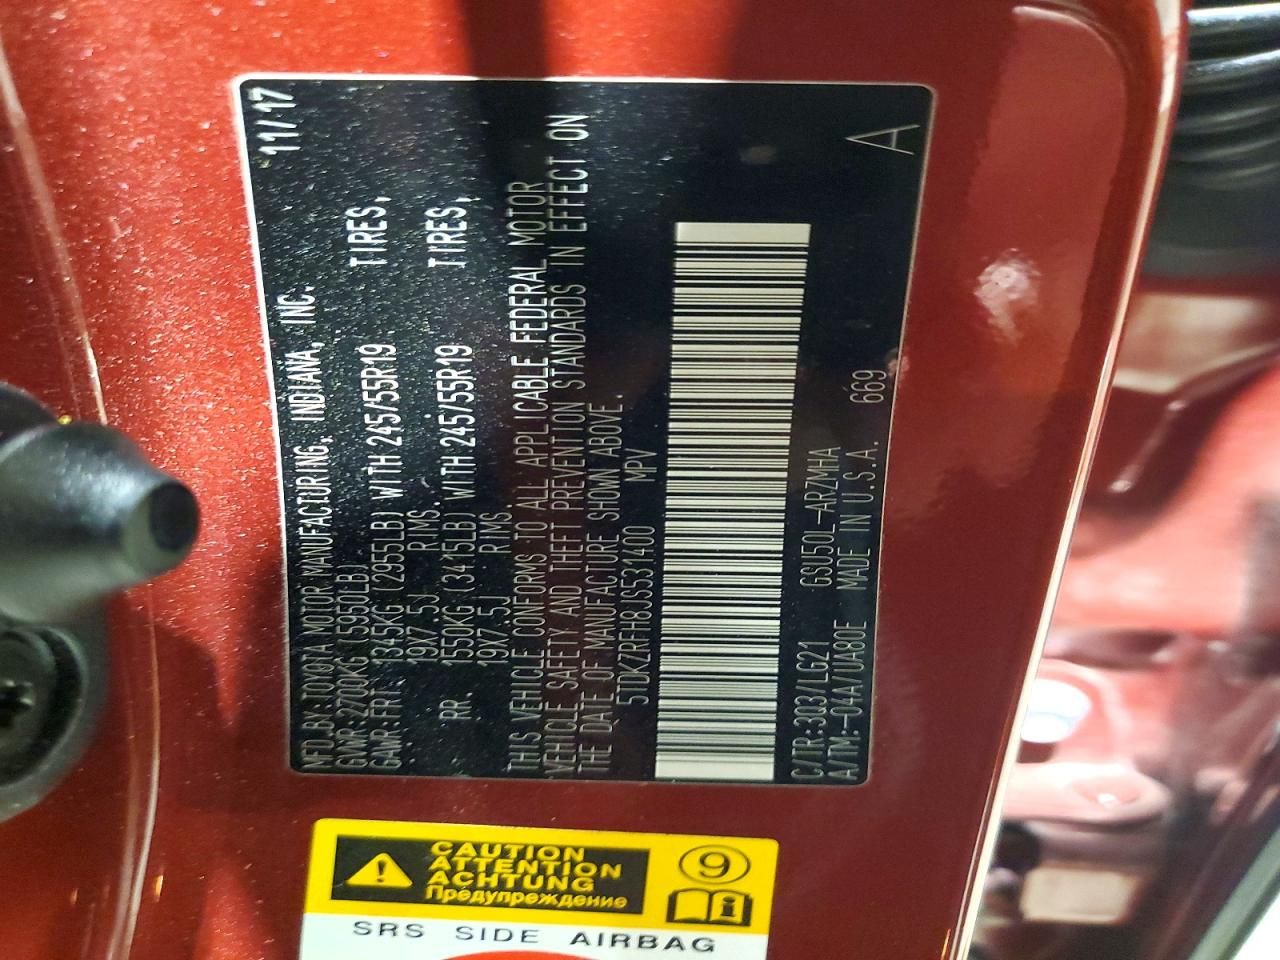 MFD.BY:TOYOTA MOTOR MANUFACTURING, INDIANA, INC. 11/17
GVWR:2700KG(5950LB)
GAWR:FRT. 1345KG(2955LB) WITH 245/55R19 TIRES,
19X7.5J RIMS.
RR. 1550KG(3415LB) WITH 245/55R19 TIRES,
19X7.5J RIMS.
THIS VEHICLE CONFORMS TO ALL APPLICABLE FEDERAL MOTOR
VEHICLE SAFETY AND THEFT PREVENTION STANDARDS IN EFFECT ON
THE DATE OF MANUFACTURE SHOWN ABOVE.
5TDKZRFH8JS531400 MPV
C/TR:3Q3/LG21 GSU50L-ARZMHA
A/TM:-04A/UA80E MADE IN U.S.A. 669
A
CAUTION
ATTENTION
ACHTUNG
Предупреждение
9
i
SRS SIDE AIRBAG